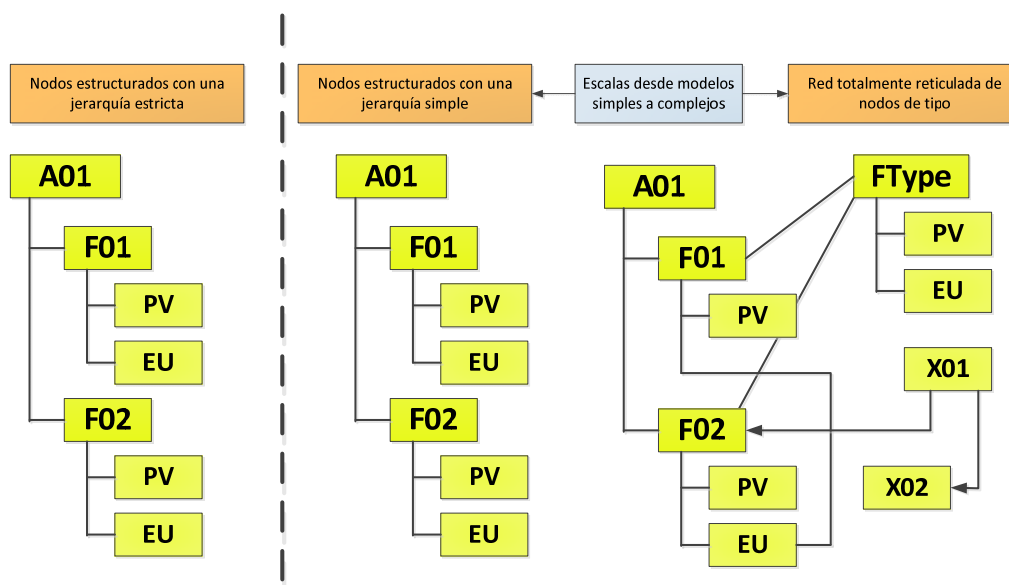 Nodos estructurados con una
jerarquía estricta
Nodos estructurados con una
jerarquía simple
Escalas desde modelos
simples a complejos
Red totalmente reticulada de
nodos de tipo
A01
F01
PV
EU
F02
PV
EU
A01
F01
PV
EU
F02
PV
EU
A01
F01
PV
F02
PV
EU
FType
PV
EU
X01
X02